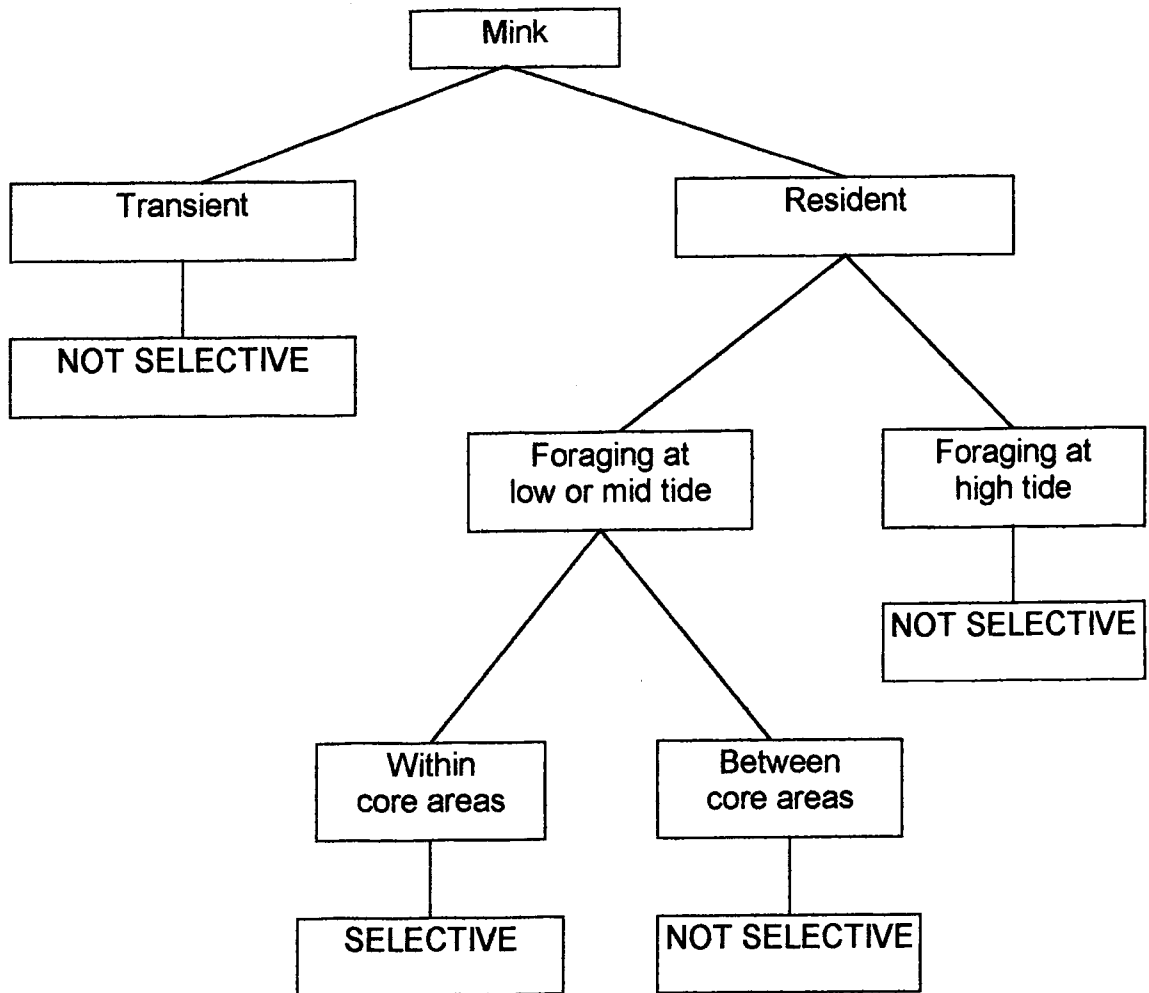 Mink
Transient
Resident
NOT SELECTIVE
Foraging at
low or mid tide
Foraging at
high tide
NOT SELECTIVE
Within
core areas
Between
core areas
SELECTIVE
NOT SELECTIVE